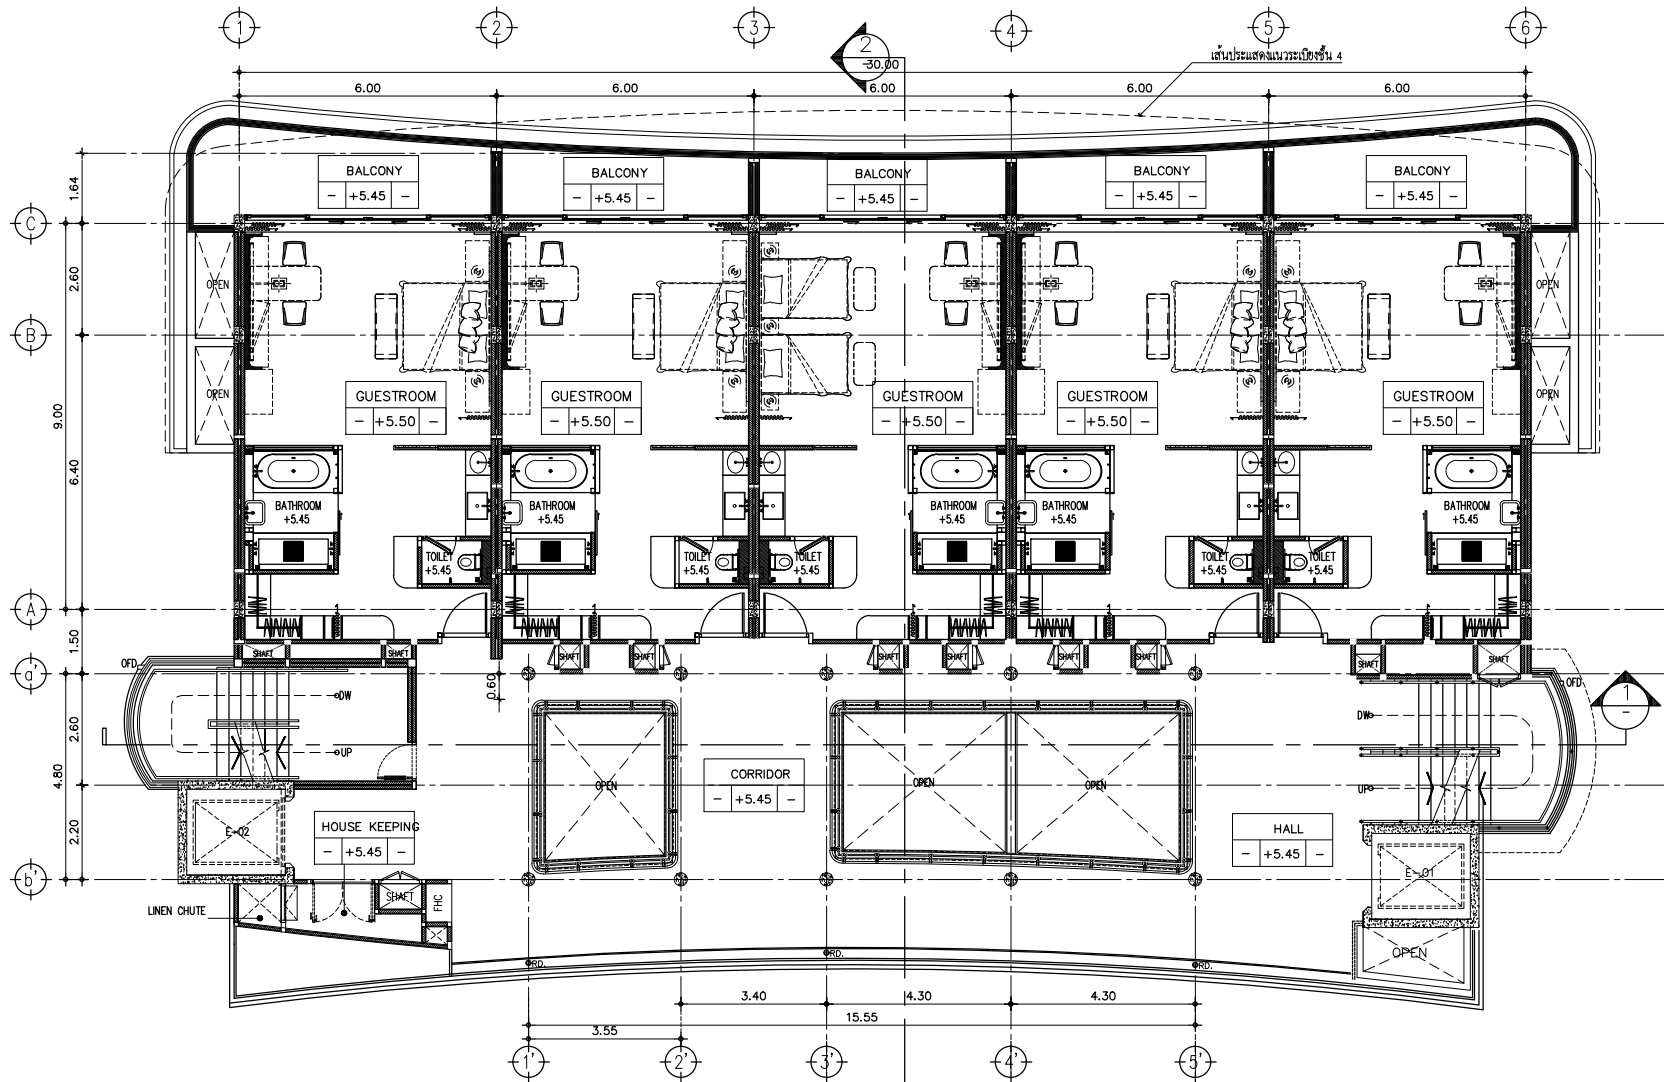 1 2 3 4 5 6
2
เส้นประแสดงแนวระเบียงชั้น 4
30.00
6.00 6.00 6.00 6.00 6.00
BALCONY BALCONY BALCONY BALCONY BALCONY
- +5.45 - - +5.45 - - +5.45 - - +5.45 - - +5.45 -
1.64
C
2.60
OPEN OPEN
B
OPEN OPEN
GUESTROOM GUESTROOM GUESTROOM GUESTROOM GUESTROOM
- +5.50 - - +5.50 - - +5.50 - - +5.50 - - +5.50 -
9.00
6.40
BATHROOM BATHROOM BATHROOM BATHROOM BATHROOM
+5.45 +5.45 +5.45 +5.45 +5.45
TOILET TOILET TOILET TOILET TOILET
+5.45 +5.45 +5.45 +5.45 +5.45
A
1.50
SHAFT SHAFT SHAFT SHAFT SHAFT SHAFT SHAFT SHAFT SHAFT SHAFT
OFD OFD
a'
0.60
DW DW
1
-
2.60
UP UP
4.80
OPEN OPEN OPEN
CORRIDOR
- +5.45 -
2.20
E-02
HOUSE KEEPING
- +5.45 -
HALL
- +5.45 -
E-01
b'
SHAFT
FHC
LINEN CHUTE
OPEN
RD. RD. RD.
3.40 4.30 4.30
15.55
3.55
1' 2' 3' 4' 5'